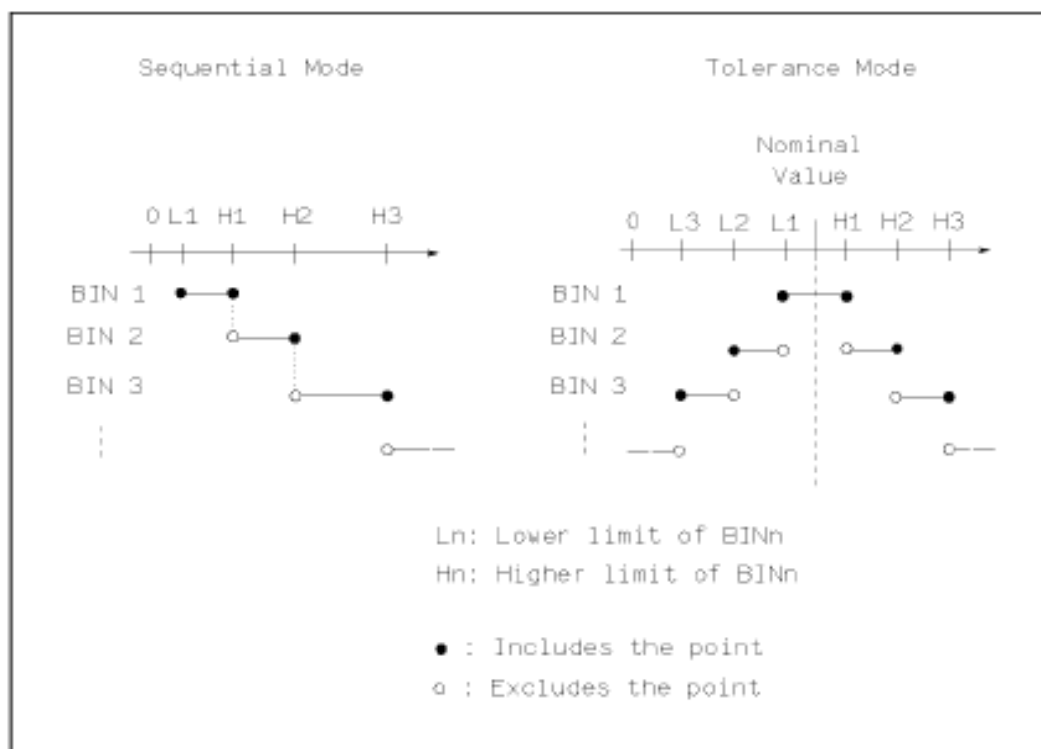 Sequential Mode
0 L1 H1 H2 H3
BIN 1
BIN 2
BIN 3
Tolerance Mode
Nominal
Value
0 L3 L2 L1 H1 H2 H3
BIN 1
BIN 2
BIN 3
Ln: Lower limit of BINn
Hn: Higher limit of BINn
● : Includes the point
○ : Excludes the point